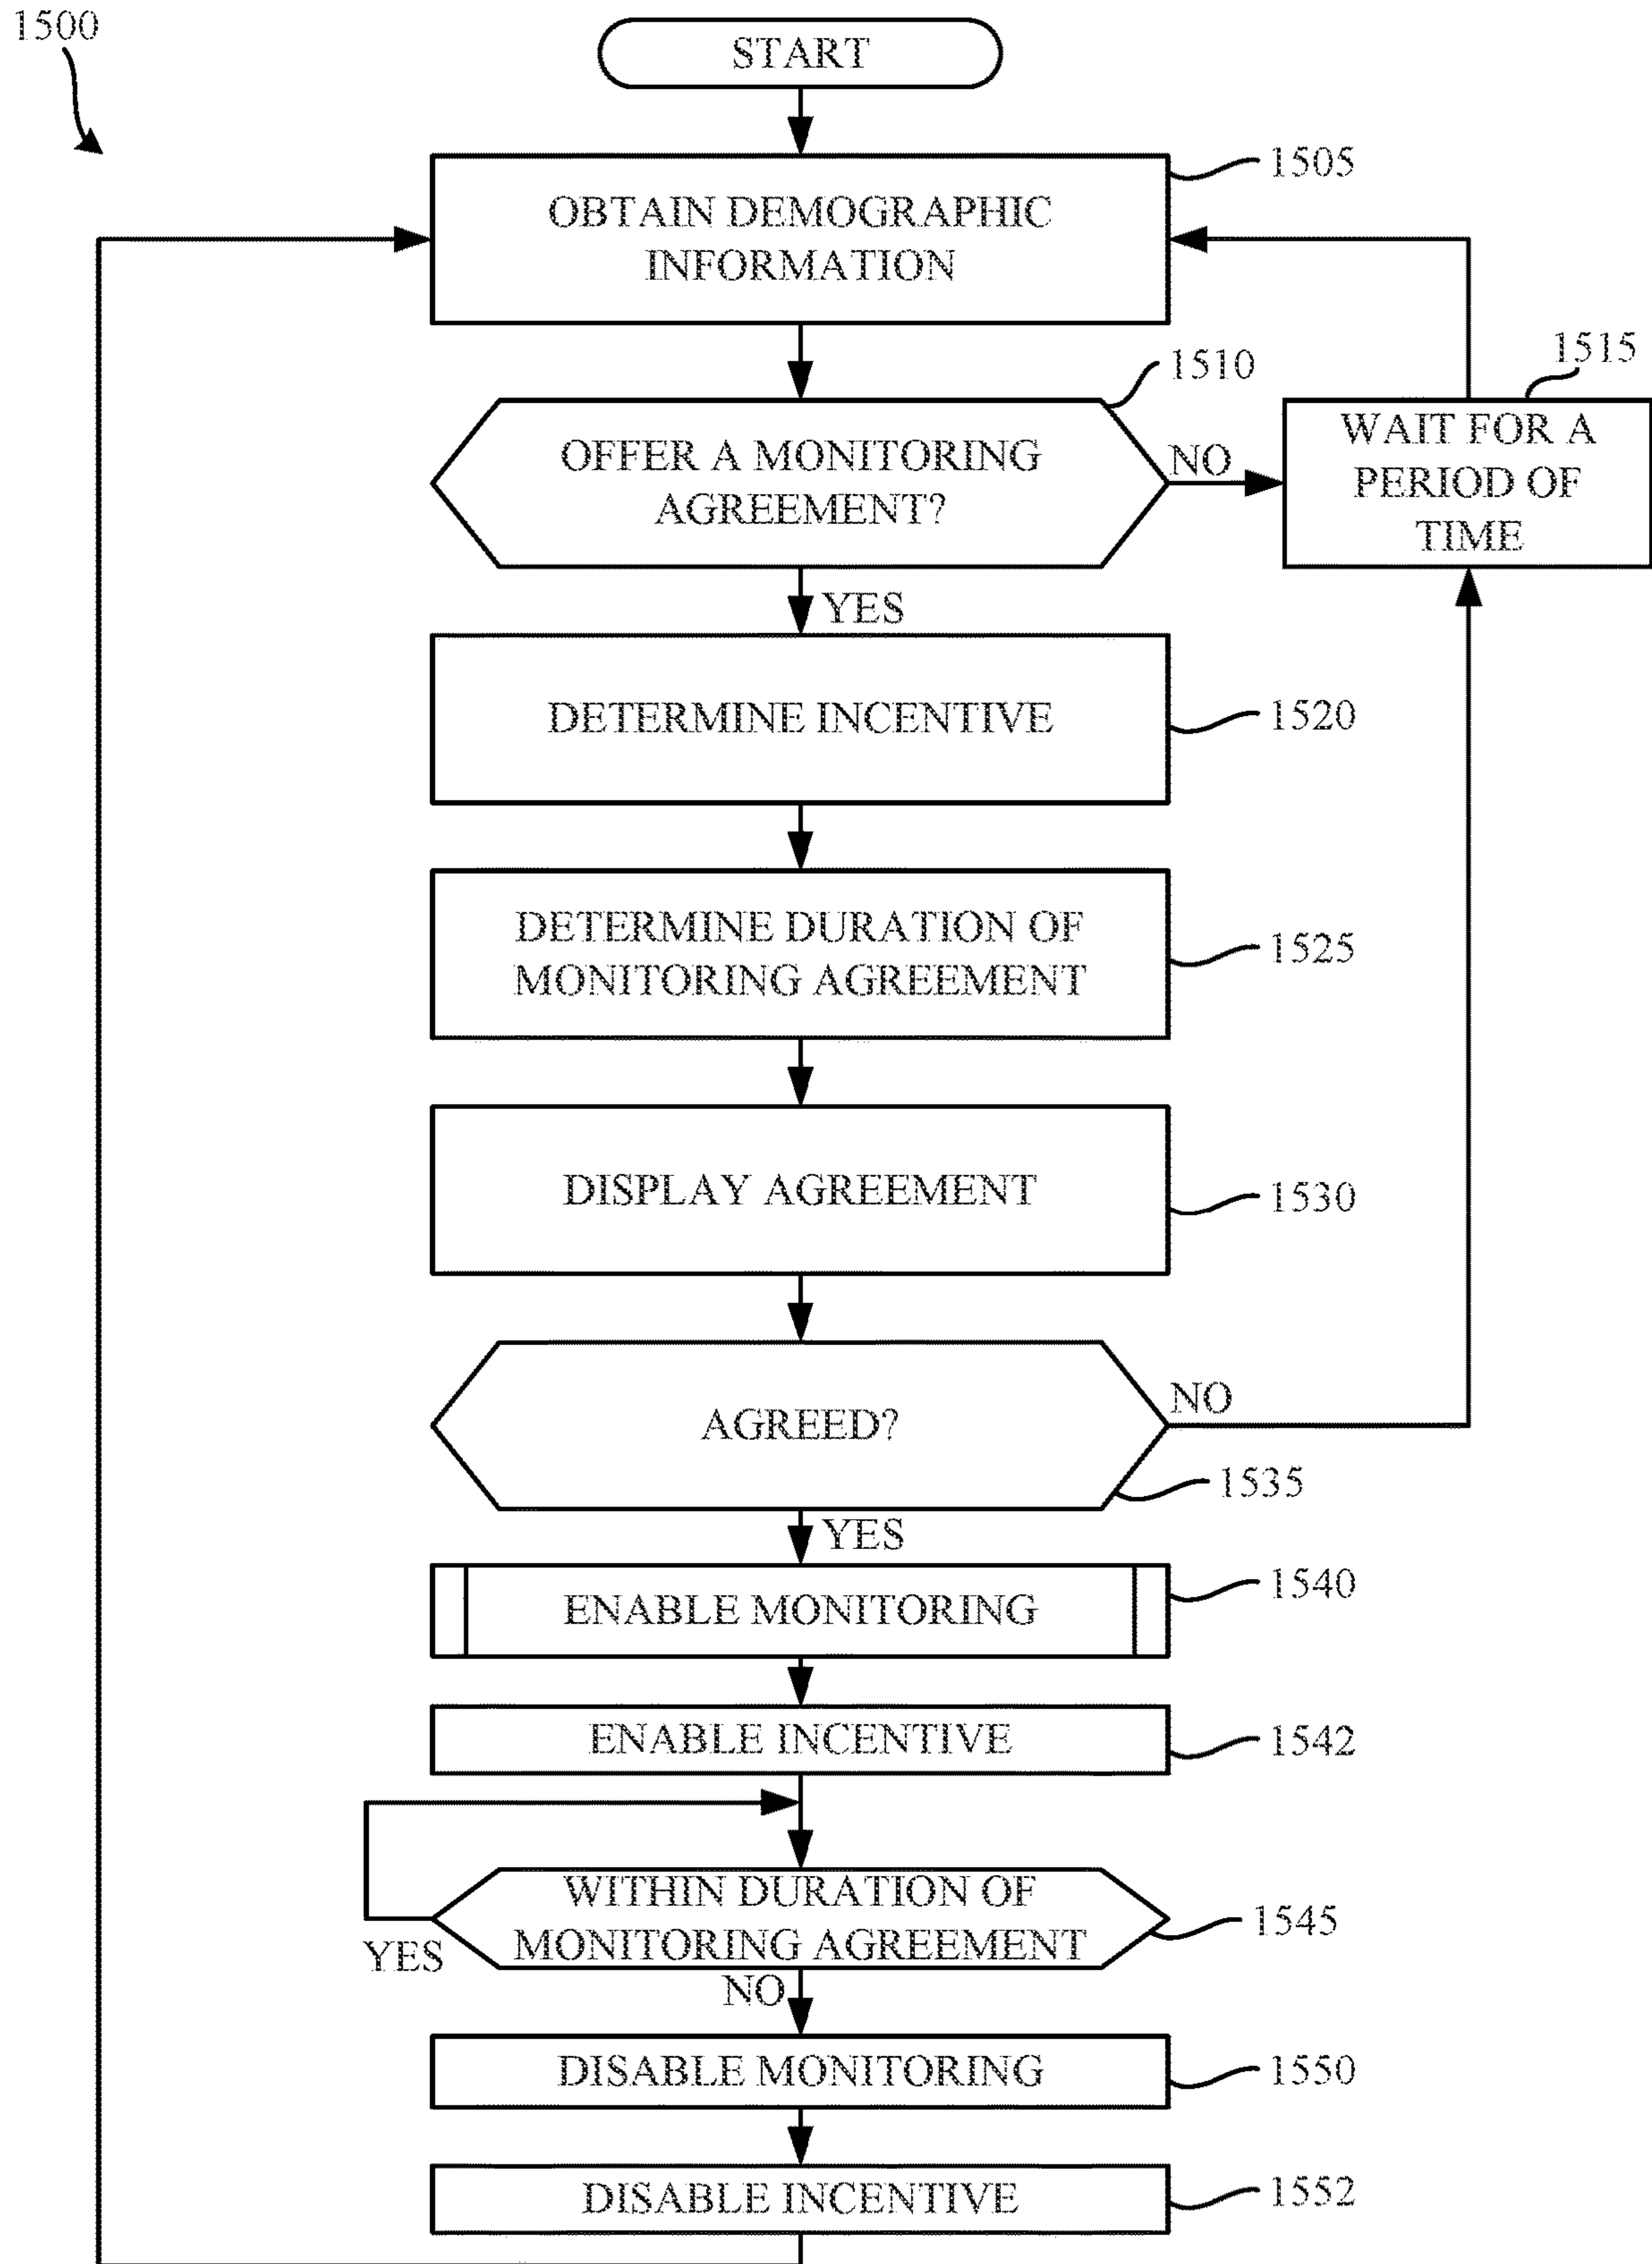 1500
START
1505
OBTAIN DEMOGRAPHIC
INFORMATION
1510
OFFER A MONITORING
AGREEMENT?
NO
1515
WAIT FOR A
PERIOD OF
TIME
YES
DETERMINE INCENTIVE
1520
DETERMINE DURATION OF
MONITORING AGREEMENT
1525
DISPLAY AGREEMENT
1530
AGREED?
NO
1535
YES
ENABLE MONITORING
1540
ENABLE INCENTIVE
1542
WITHIN DURATION OF
MONITORING AGREEMENT
1545
YES
NO
DISABLE MONITORING
1550
DISABLE INCENTIVE
1552